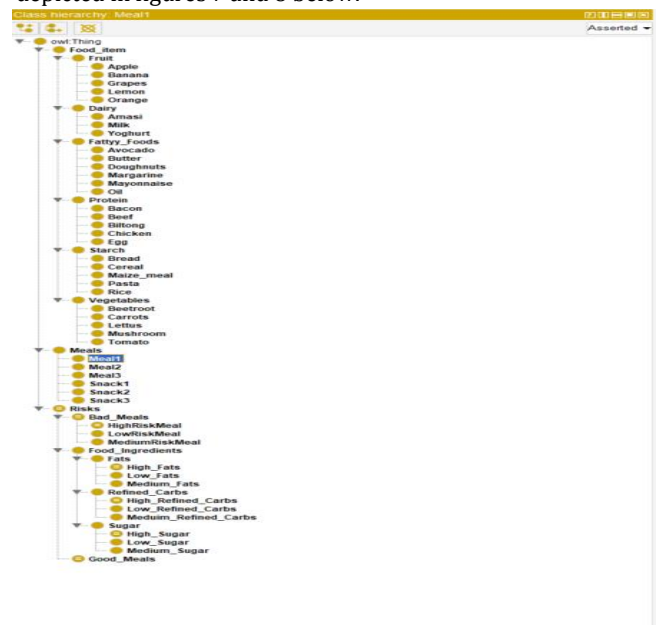 depicted in figures 7 and 8 below.
Class hierarchy: Meal1
Asserted
owl:Thing
Food_item
Fruit
Apple
Banana
Grapes
Lemon
Orange
Dairy
Amasi
Milk
Yoghurt
Fattyy_Foods
Avocado
Butter
Doughnuts
Margarine
Mayonnaise
Oil
Protein
Bacon
Beef
Biltong
Chicken
Egg
Starch
Bread
Cereal
Maize_meal
Pasta
Rice
Vegetables
Beetroot
Carrots
Lettus
Mushroom
Tomato
Meals
Meal1
Meal2
Meal3
Snack1
Snack2
Snack3
Risks
Bad_Meals
HighRiskMeal
LowRiskMeal
MediumRiskMeal
Food_Ingredients
Fats
High_Fats
Low_Fats
Medium_Fats
Refined_Carbs
High_Refined_Carbs
Low_Refined_Carbs
Meduim_Refined_Carbs
Sugar
High_Sugar
Low_Sugar
Medium_Sugar
Good_Meals